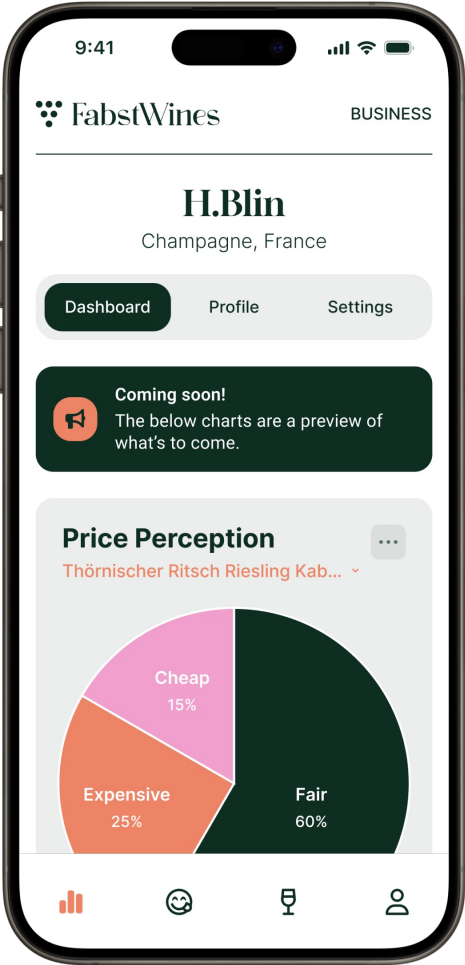 9:41
FabstWines
BUSINESS
H.Blin
Champagne, France
Dashboard
Profile
Settings
Coming soon!
The below charts are a preview of
what's to come.
Price Perception
Thörnischer Ritsch Riesling Kab...
Cheap
15%
Expensive
25%
Fair
60%